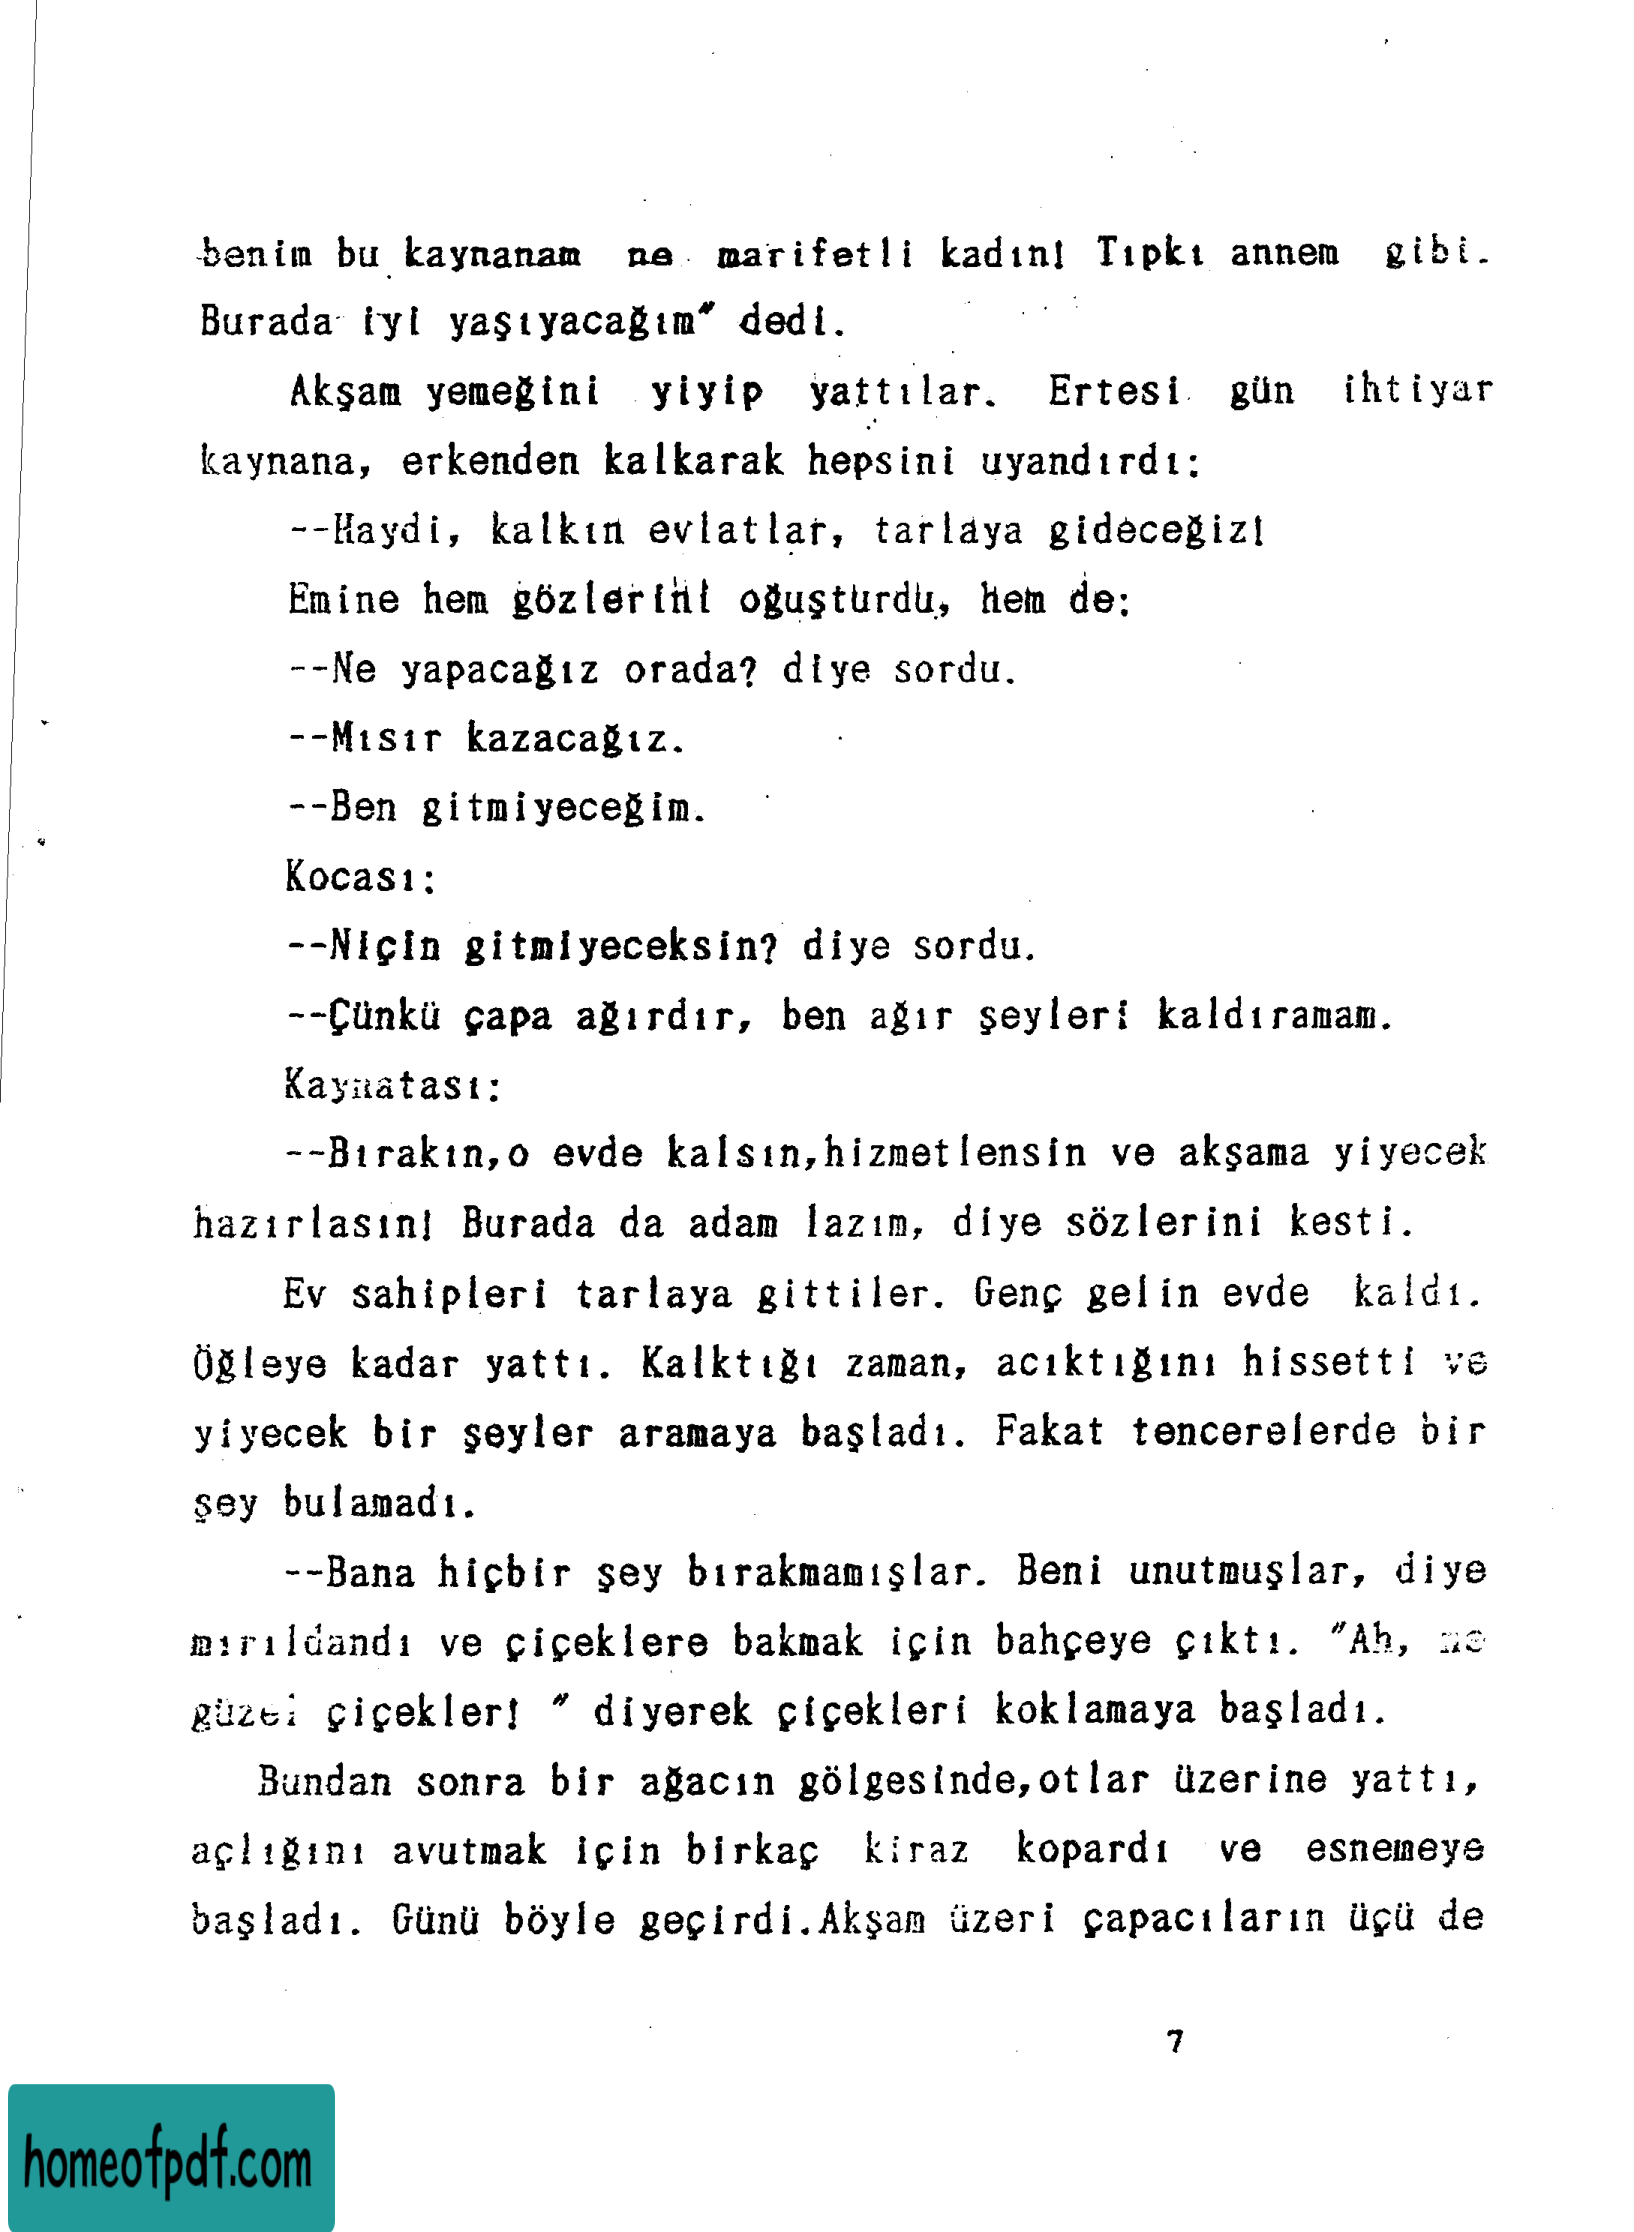 benim bu kaynanam ne marifetli kadın! Tıpkı annem gibi.
Burada iyi yaşıyacağım" dedi.
Akşam yemeğini yiyip yattılar. Ertesi gün ihtiyar
kaynana, erkenden kalkarak hepsini uyandırdı:
--Haydi, kalkın evlatlar, tarlaya gideceğiz!
Emine hem gözlerini oğuşturdu, hem de:
--Ne yapacağız orada? diye sordu.
--Mısır kazacağız.
--Ben gitmiyeceğim.
Kocası:
--Niçin gitmiyeceksin? diye sordu.
--Çünkü çapa ağırdır, ben ağır şeyleri kaldıramam.
Kaynatası:
--Bırakın,o evde kalsın,hizmetlensin ve akşama yiyecek
hazırlasın! Burada da adam lazım, diye sözlerini kesti.
Ev sahipleri tarlaya gittiler. Genç gelin evde kaldı.
Öğleye kadar yattı. Kalktığı zaman, acıktığını hissetti ve
yiyecek bir şeyler aramaya başladı. Fakat tencerelerde bir
şey bulamadı.
--Bana hiçbir şey bırakmamışlar. Beni unutmuşlar, diye
mırıldandı ve çiçeklere bakmak için bahçeye çıktı. "Ah, ne
güzel çiçekler! " diyerek çiçekleri koklamaya başladı.
Bundan sonra bir ağacın gölgesinde,otlar üzerine yattı,
açlığını avutmak için birkaç kiraz kopardı ve esnemeye
başladı. Günü böyle geçirdi.Akşam üzeri çapacıların üçü de
7
homeofpdf.com